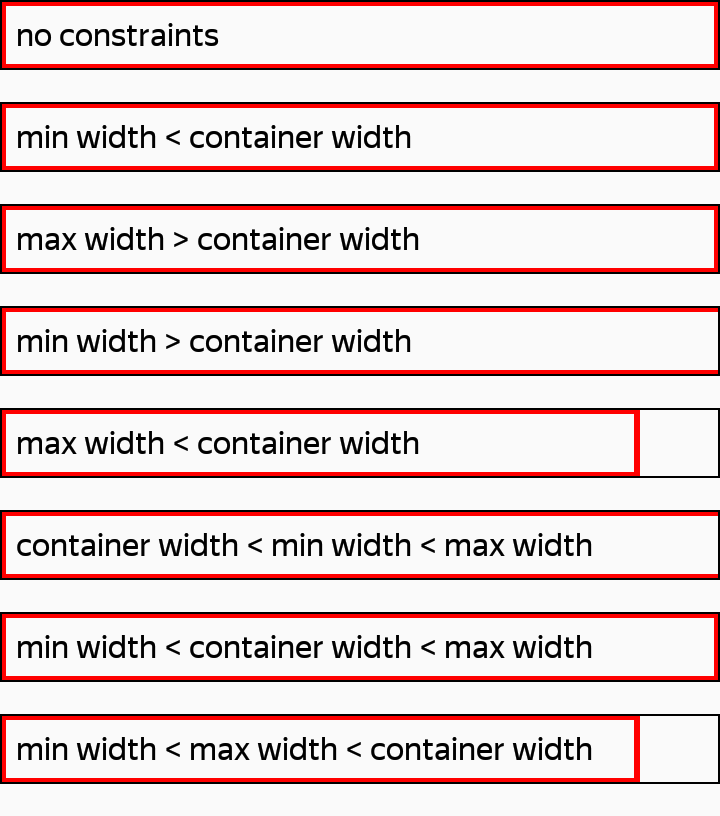 no constraints
min width < container width
max width > container width
min width > container width
max width < container width
container width < min width < max width
min width < container width < max width
min width < max width < container width